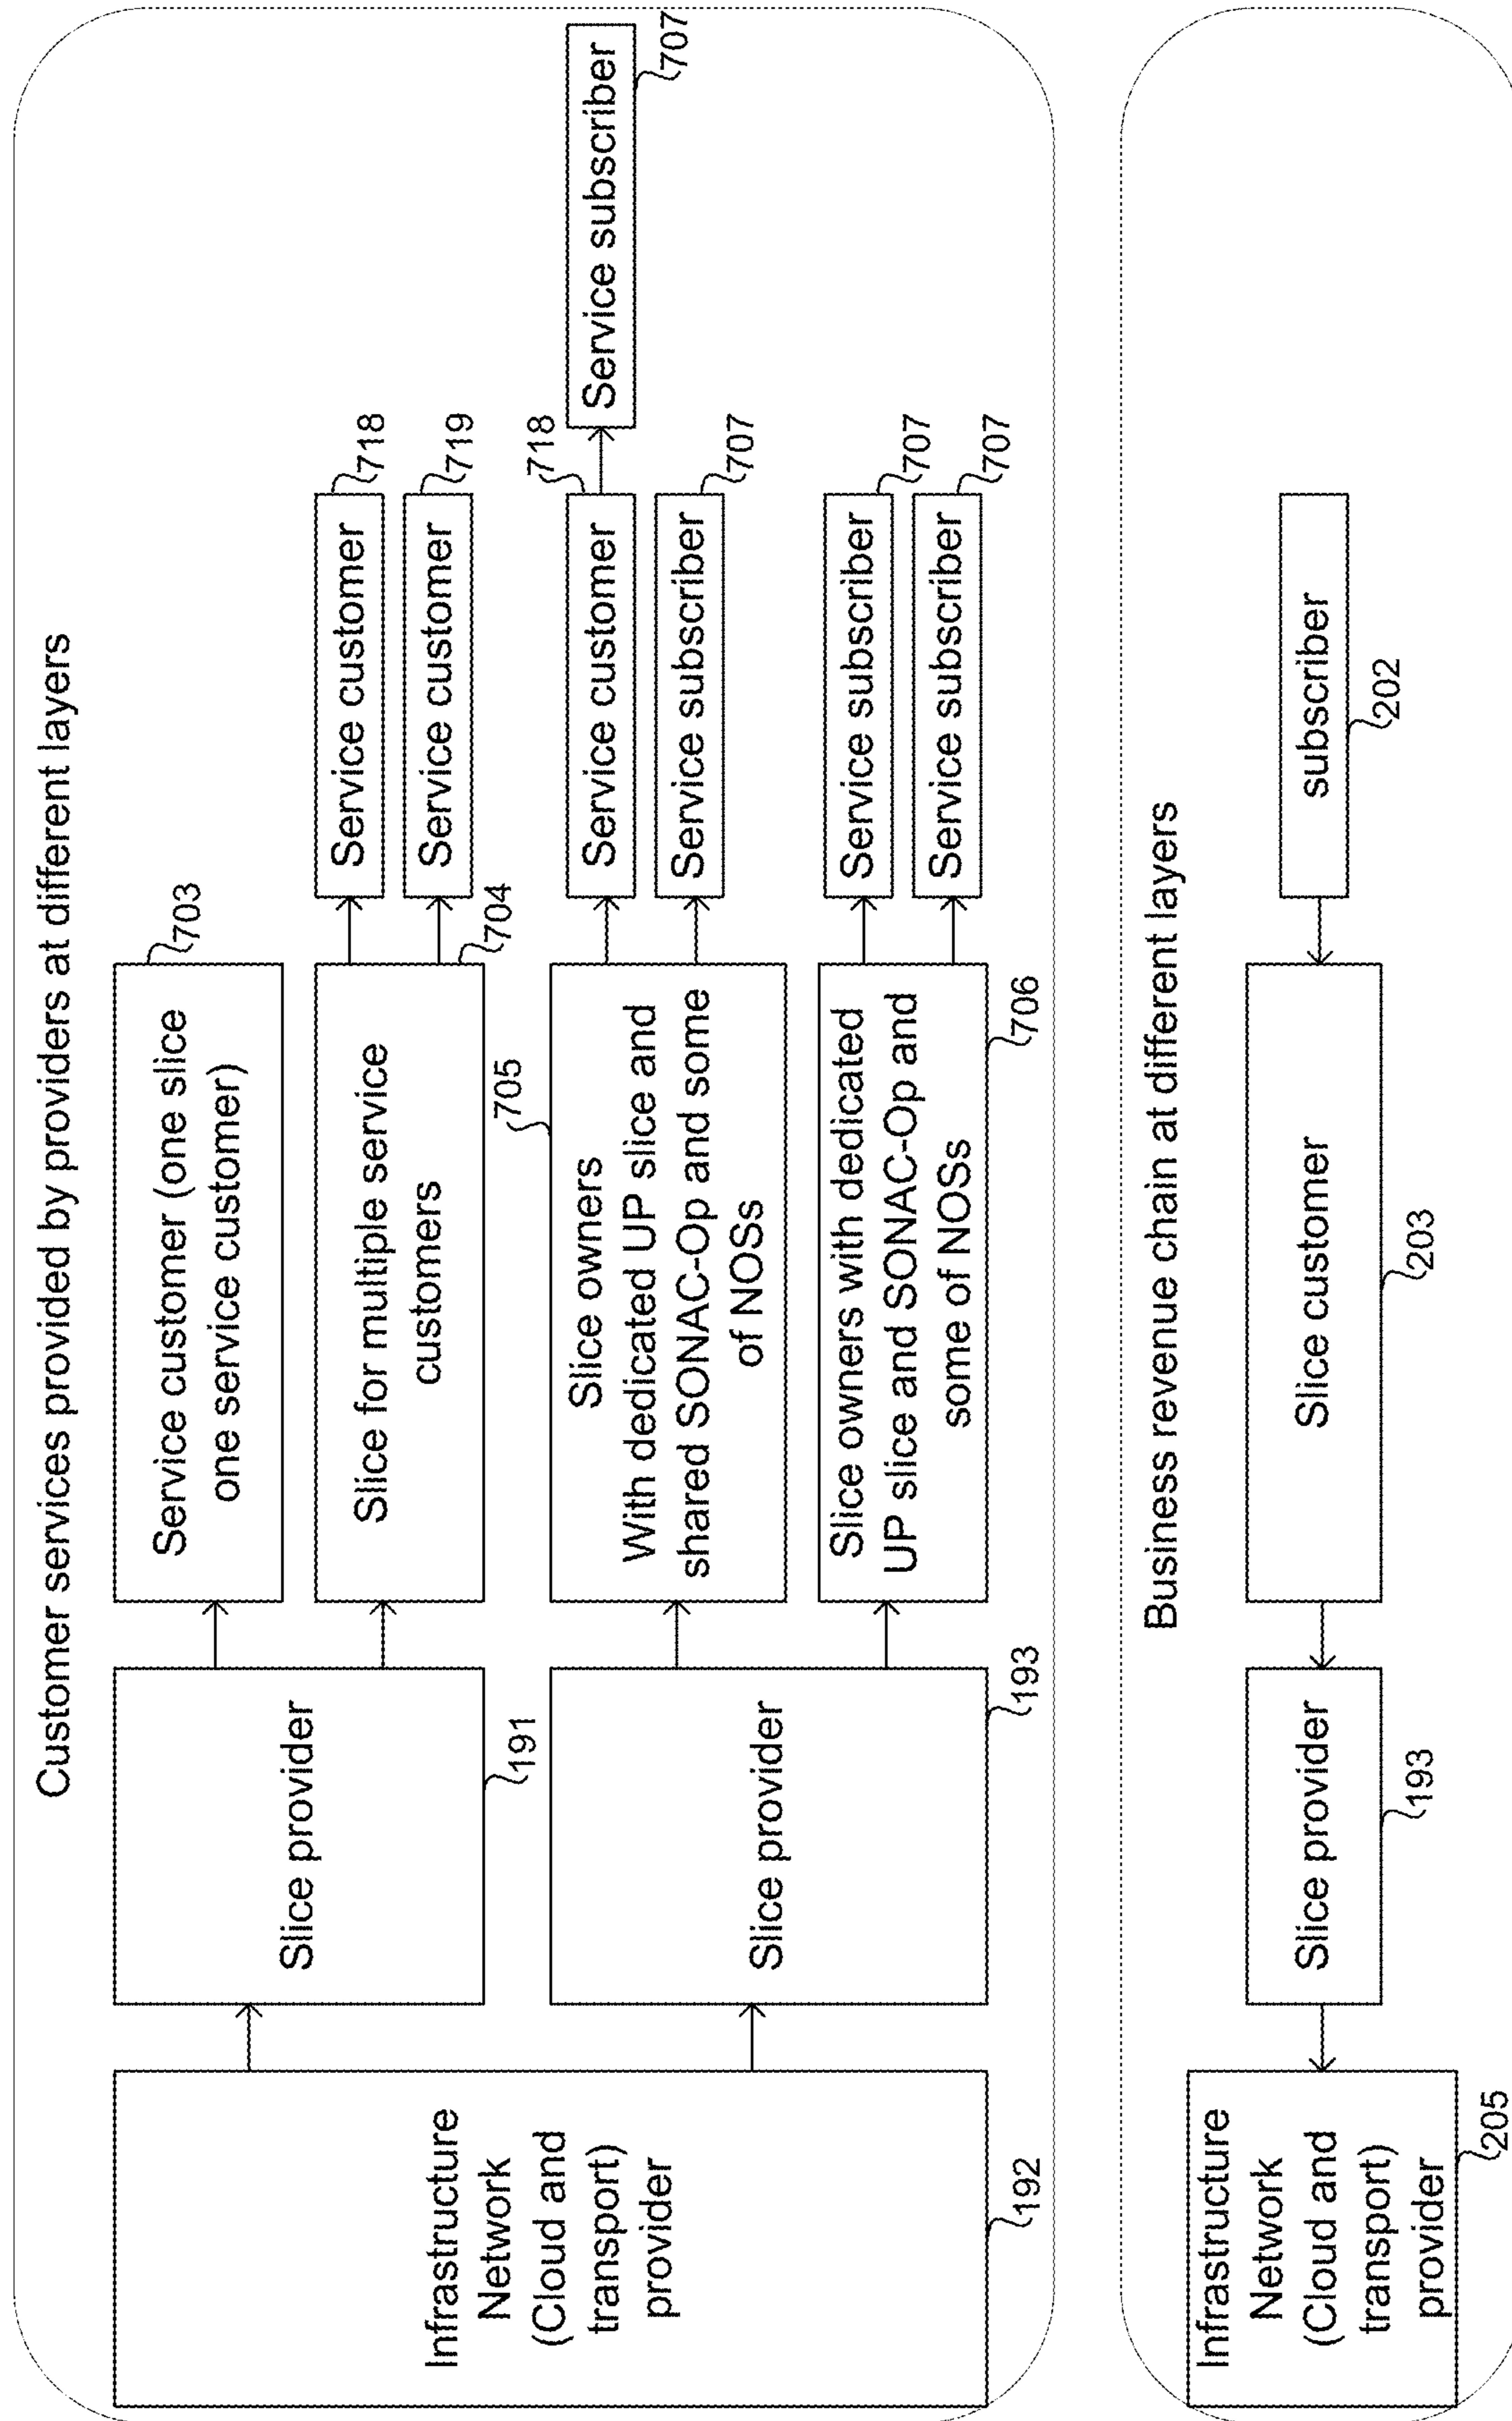 Customer services provided by providers at different layers
Infrastructure
Network
(Cloud and
transport)
provider
192
Slice provider
191
Slice provider
193
Service customer (one slice
one service customer)
703
Slice for multiple service
customers
704
705
Slice owners
With dedicated UP slice and
shared SONAC-Op and some
of NOSs
Slice owners with dedicated
UP slice and SONAC-Op and
some of NOSs
706
Service customer
718
Service customer
719
Service customer
718
Service subscriber
707
Service subscriber
707
Service subscriber
707
Service subscriber
707
Business revenue chain at different layers
Infrastructure
Network
(Cloud and
transport)
provider
205
Slice provider
193
Slice customer
203
subscriber
202